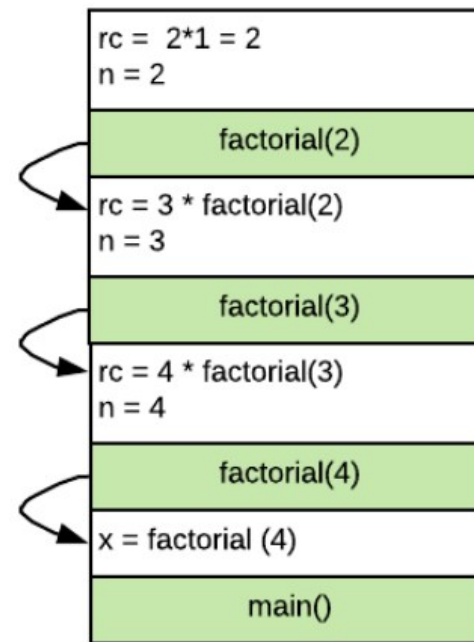 rc =  2*1 = 2
n = 2
factorial(2)
rc = 3 * factorial(2)
n = 3
factorial(3)
rc = 4 * factorial(3)
n = 4
factorial(4)
x = factorial (4)
main()